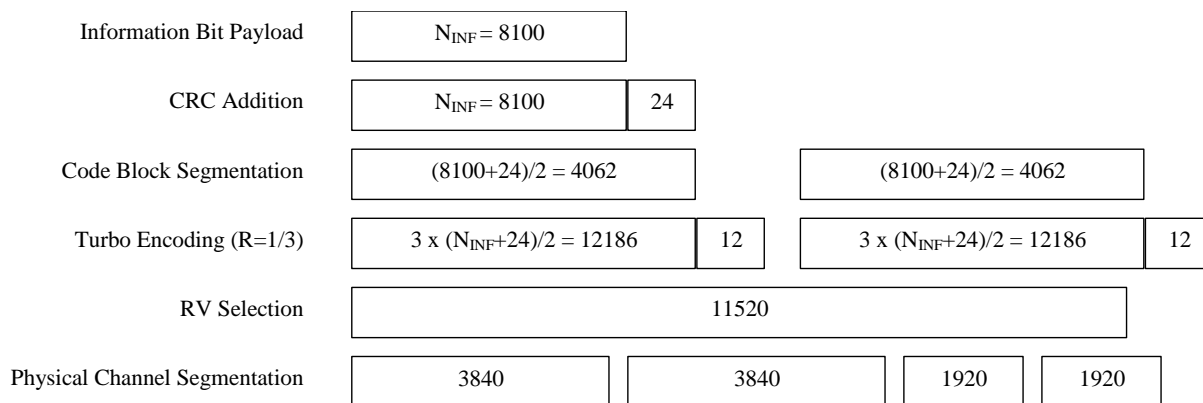 Information Bit Payload N_INF = 8100
CRC Addition N_INF = 8100 24
Code Block Segmentation (8100+24)/2 = 4062 (8100+24)/2 = 4062
Turbo Encoding (R=1/3) 3 x (N_INF+24)/2 = 12186 12 3 x (N_INF+24)/2 = 12186 12
RV Selection 11520
Physical Channel Segmentation 3840 3840 1920 1920